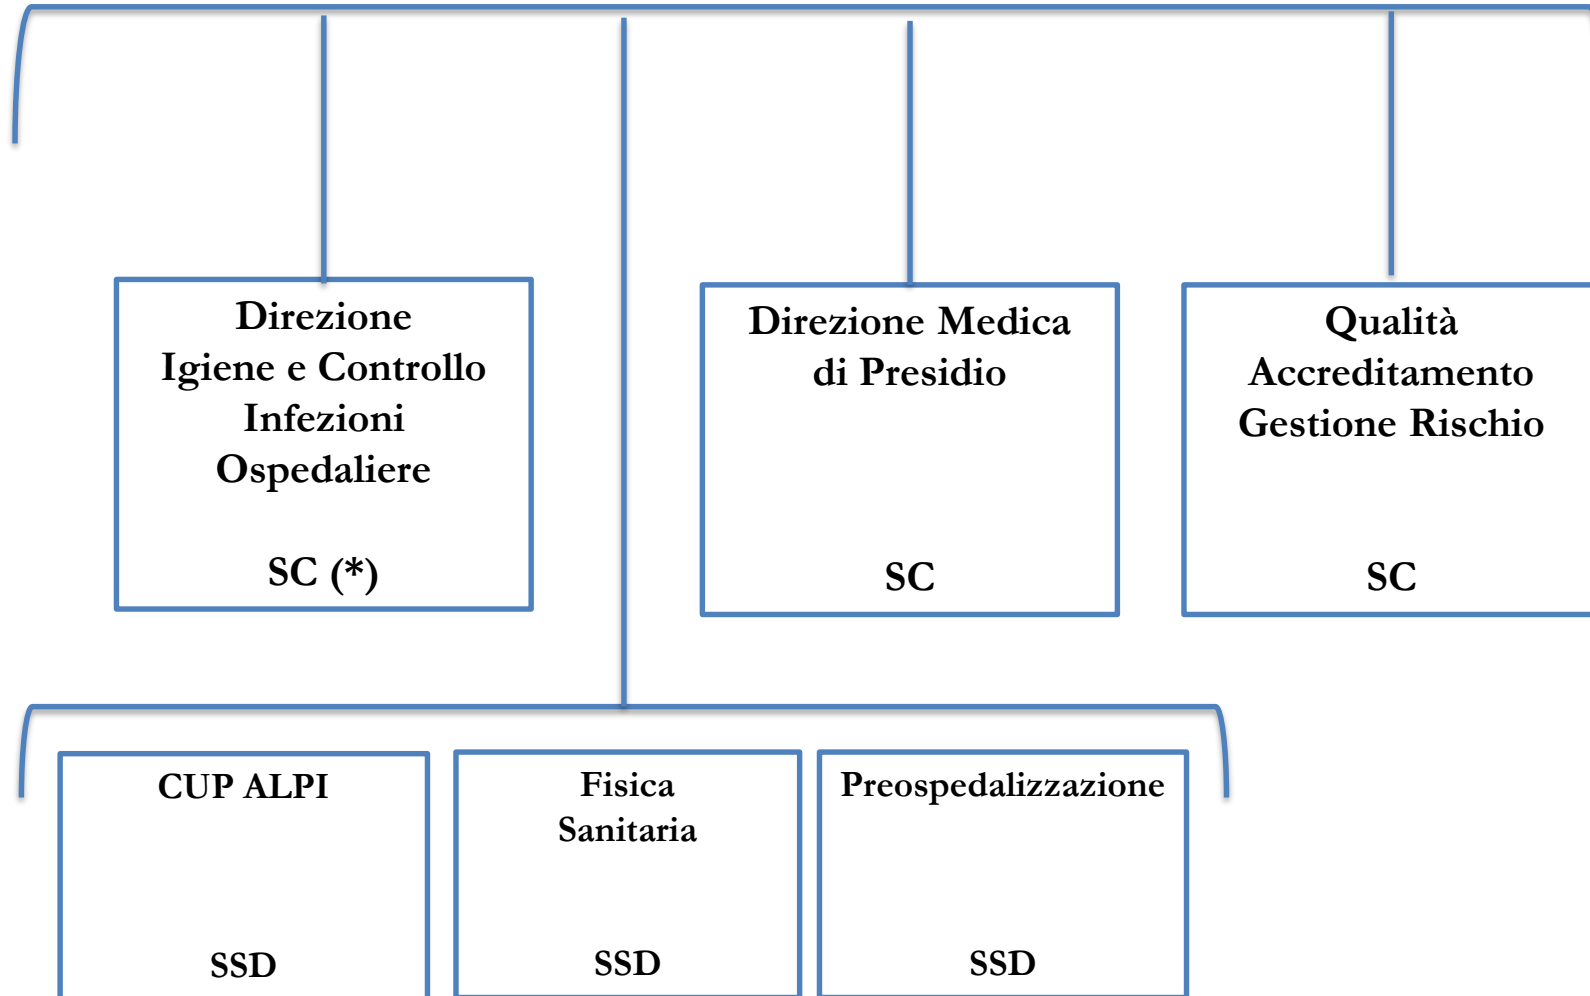 Direzione
Igiene e Controllo
Infezioni
Ospedaliere
SC (*)
Direzione Medica
di Presidio
SC
Qualità
Accreditamento
Gestione Rischio
SC
CUP ALPI
SSD
Fisica
Sanitaria
SSD
Preospedalizzazione
SSD